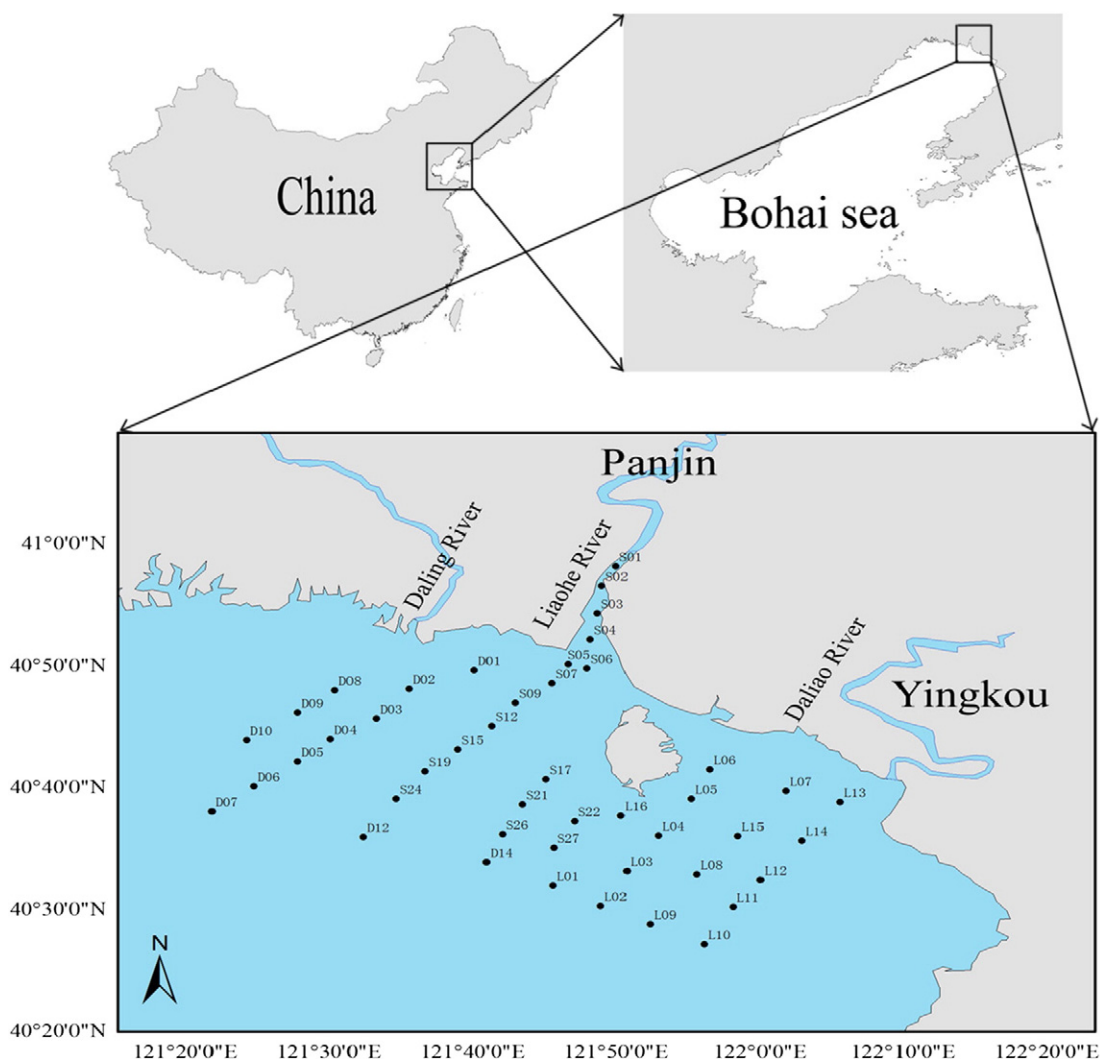 China
Bohai sea
Panjin
41°0'0"N
Daling River
Liaohe River
S01
S02
S03
S04
40°50'0"N
S05
S06
S07
D01
D02
D08
D09
D03
S09
Daliao River
Yingkou
D10
D04
S12
D05
S15
40°40'0"N
D06
S19
S17
L06
D07
S24
S21
L05
L07
L13
S22
L16
D12
S26
L04
L15
L14
D14
S27
L03
L08
L12
L01
40°30'0"N
L02
L11
L09
L10
N
40°20'0"N
121°20'0"E 121°30'0"E 121°40'0"E 121°50'0"E 122°0'0"E 122°10'0"E 122°20'0"E